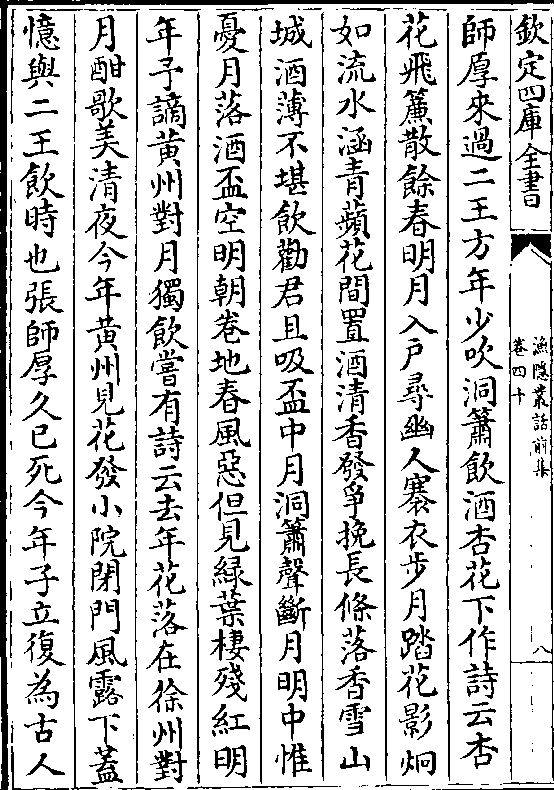 欽定四庫全書
漁隱叢話前集
卷四十
八
師厚來過二王方年少吹洞簫飲酒杏花下作詩云杏
花飛簾散餘春明月入户尋幽人褰衣步月踏花影炯
如流水涵青蘋花間置酒清香發爭挽長條落香雪山
城酒薄不堪飲勸君且吸盃中月洞簫聲斷月明中惟
憂月落酒盃空明朝巻地春風惡但見緑葉棲殘紅明
年予謫黄州對月獨飲嘗有詩云去年花落在徐州對
月酣歌美清夜今年黄州見花發小院閉門風露下蓋
憶與二王飲時也張師厚久已死今年子立復為古人